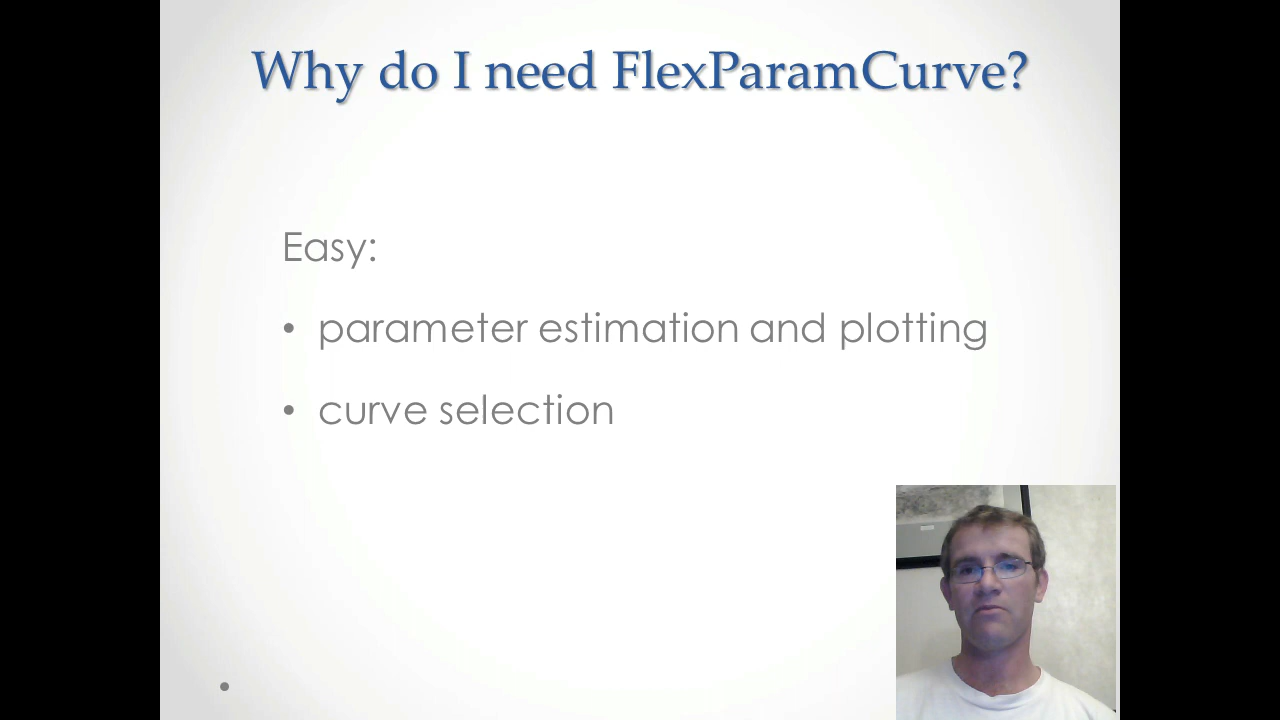 Why do I need FlexParamCurve?
Easy:
• parameter estimation and plotting
• curve selection